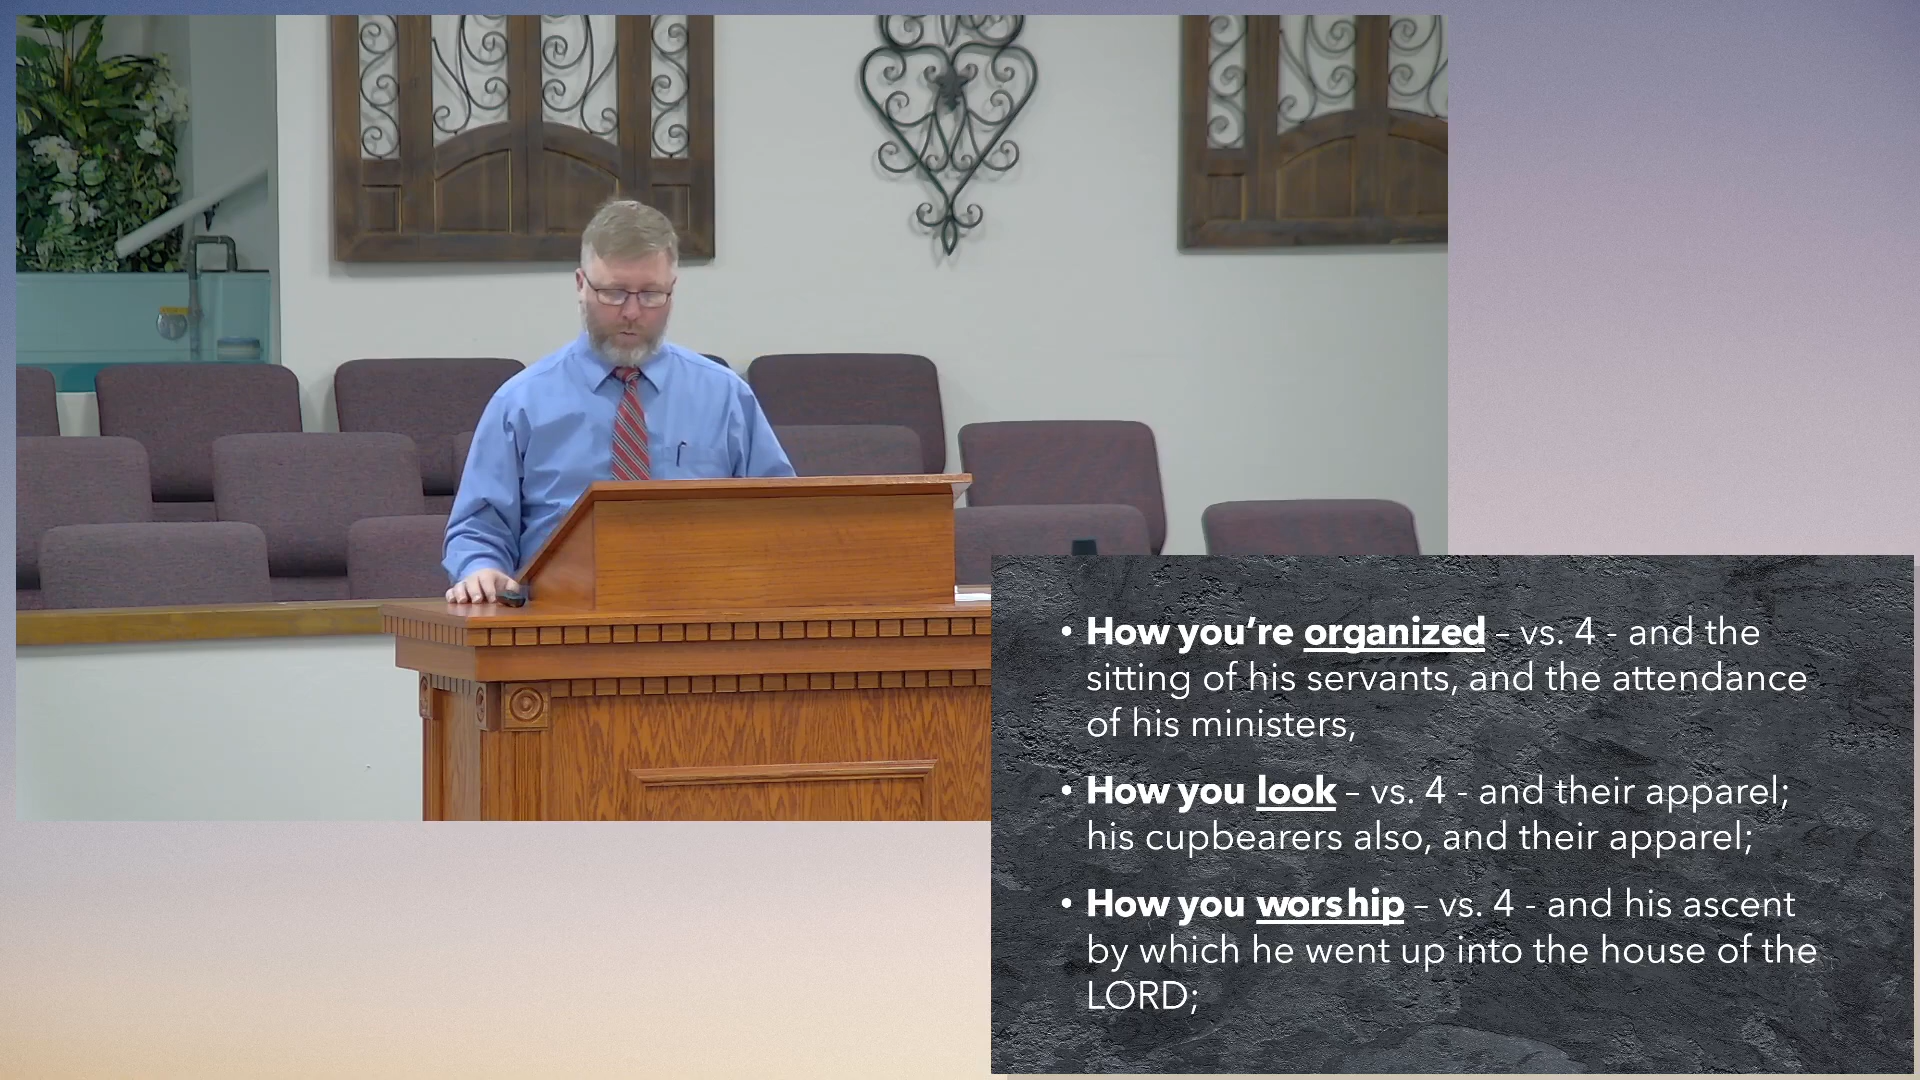 • How you’re organized – vs. 4 - and the
sitting of his servants, and the attendance
of his ministers,
• How you look – vs. 4 - and their apparel;
his cupbearers also, and their apparel;
• How you worship – vs. 4 - and his ascent
by which he went up into the house of the
LORD;